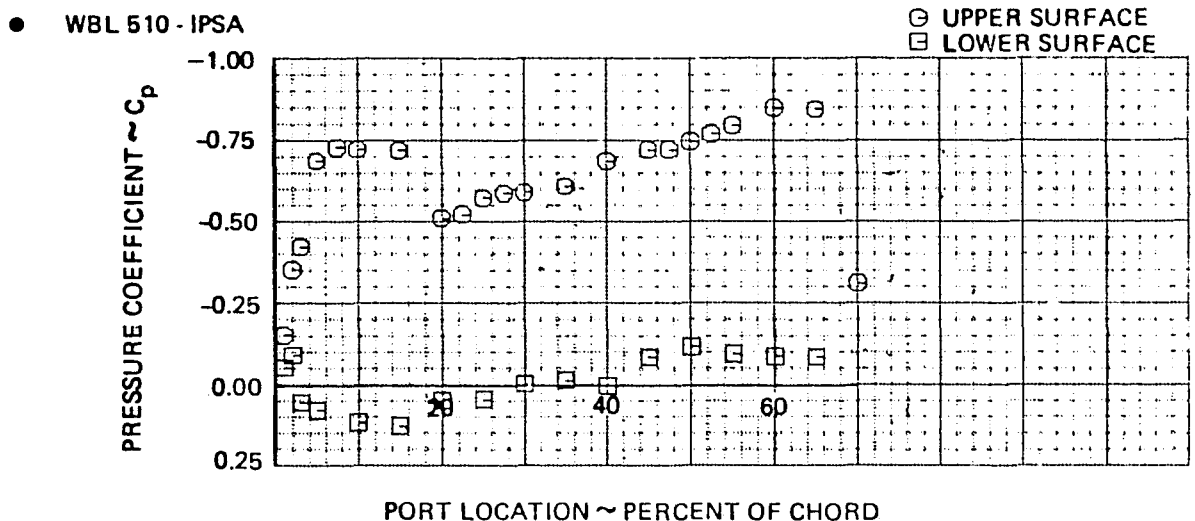 ● WBL 510 - IPSA
UPPER SURFACE
LOWER SURFACE
PRESSURE COEFFICIENT ~ Cp
-1.00
-0.75
-0.50
-0.25
0.00
0.25
20
40
60
PORT LOCATION ~ PERCENT OF CHORD